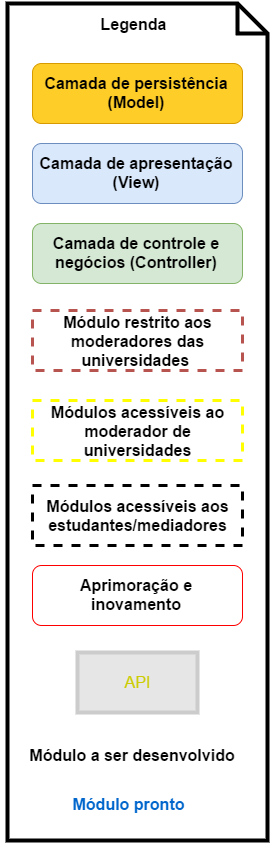 Legenda
Camada de persistência
(Model)
Camada de apresentação
(View)
Camada de controle e
negócios (Controller)
Módulo restrito aos
moderadores das
universidades
Módulos acessíveis ao
moderador de
universidades
Módulos acessíveis aos
estudantes/mediadores
Aprimoração e
inovamento
API
Módulo a ser desenvolvido
Módulo pronto